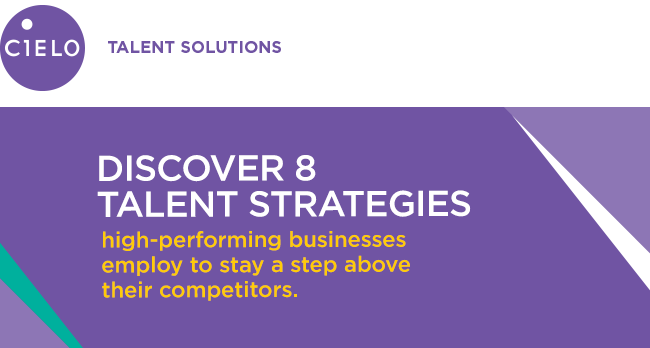 CIELO
TALENT SOLUTIONS
DISCOVER 8
TALENT STRATEGIES
high-performing businesses
employ to stay a step above
their competitors.